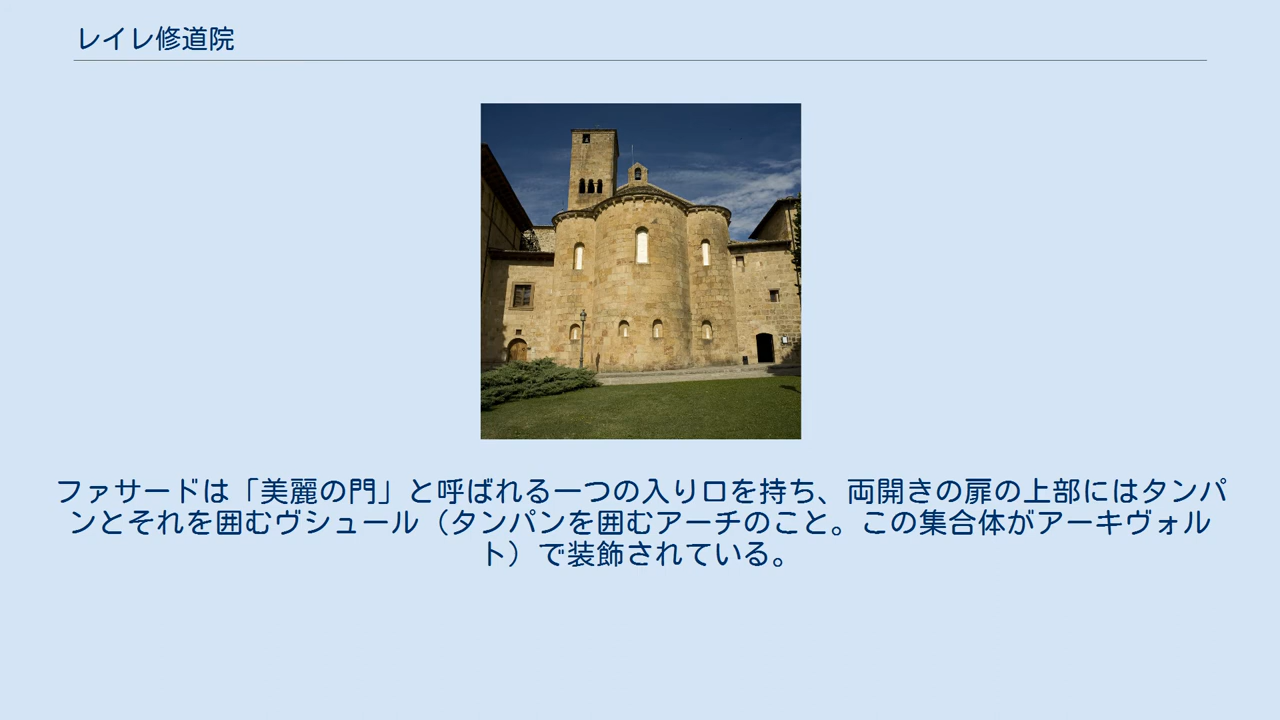 レイレ修道院
ファサードは「美麗の門」と呼ばれる一つの入り口を持ち、両開きの扉の上部にはタンパ
ンとそれを囲むヴシュール（タンパンを囲むアーチのこと。この集合体がアーキヴォル
ト）で装飾されている。